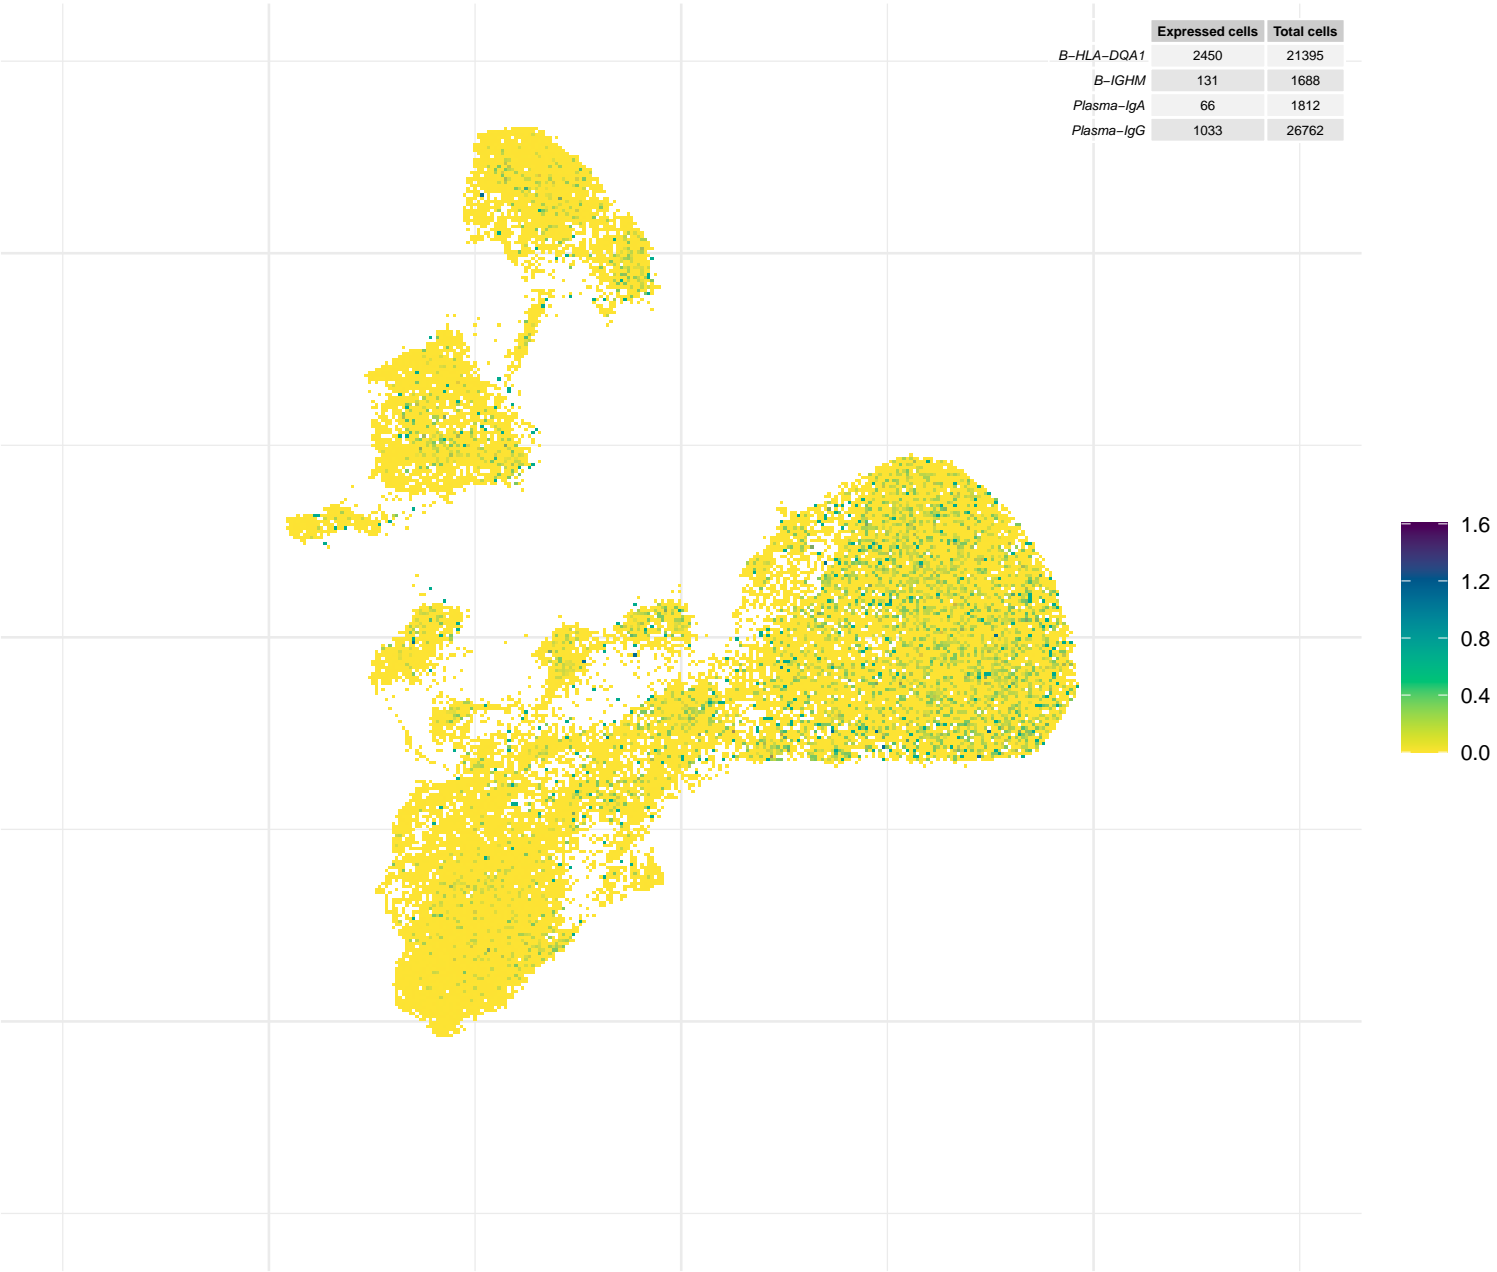 Expressed cells Total cells
B−HLA−DQA1 2450 21395
B−IGHM 131 1688
Plasma−IgA 66 1812
Plasma−IgG 1033 26762
1.6
1.2
0.8
0.4
0.0